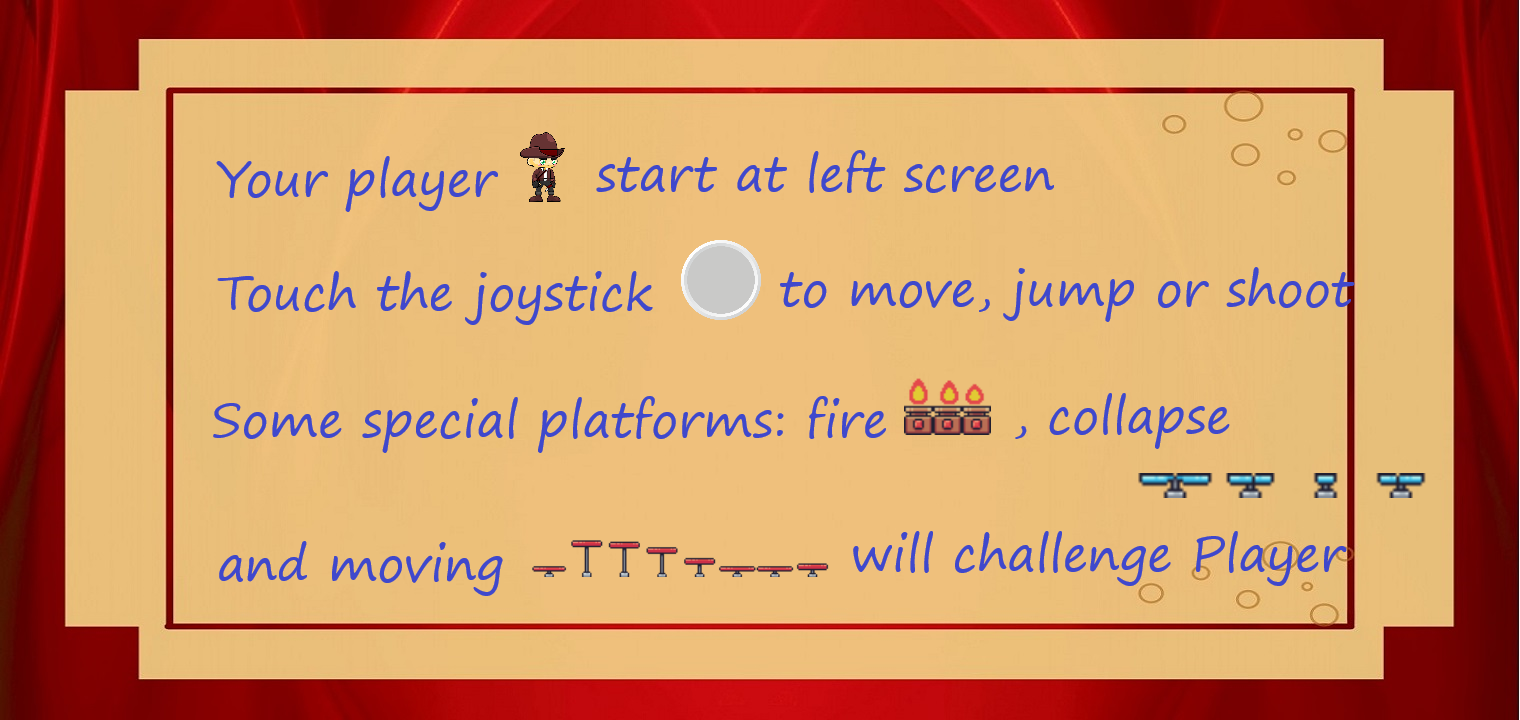 Your player start at left screen
Touch the joystick to move, jump or shoot
Some special platforms: fire , collapse
and moving will challenge Player